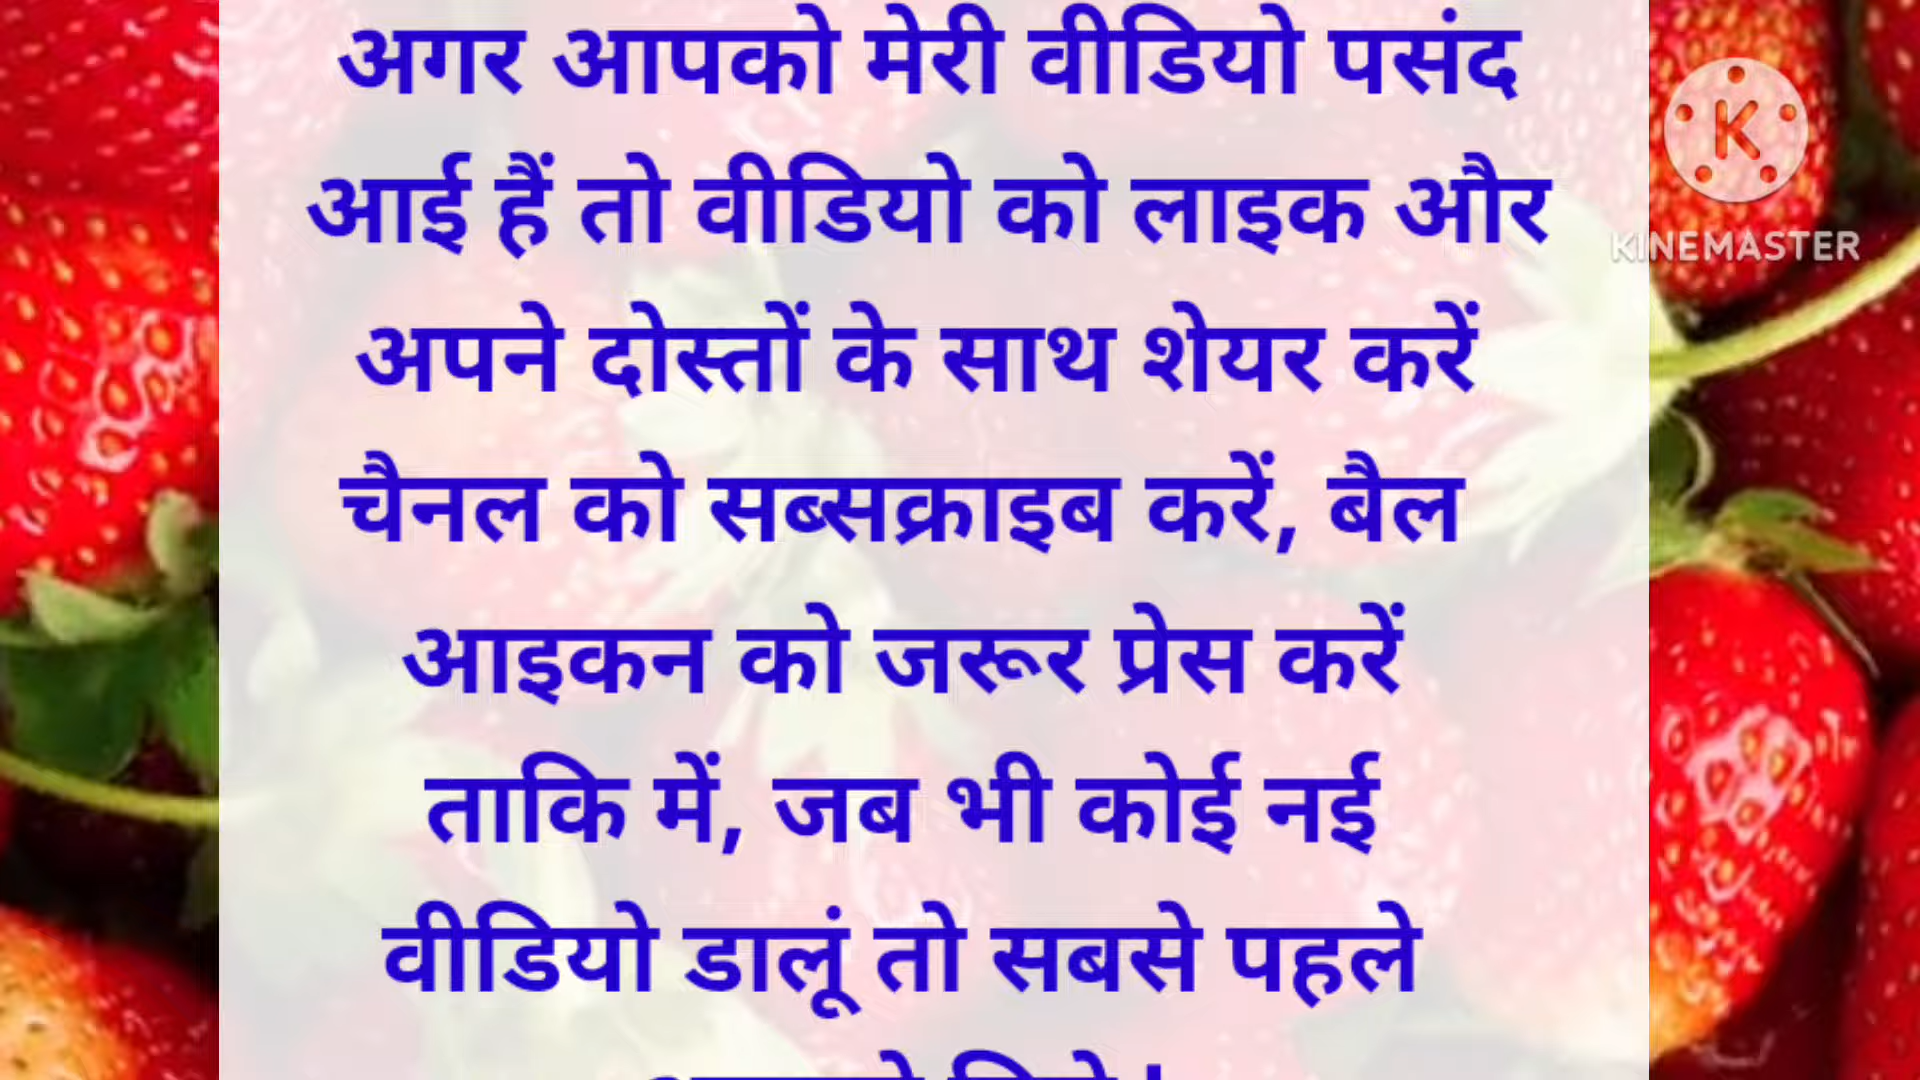 अगर आपको मेरी वीडियो पसंद
आई हैं तो वीडियो को लाइक और
अपने दोस्तों के साथ शेयर करें
चैनल को सब्सक्राइब करें, बैल
आइकन को जरूर प्रेस करें
ताकि में, जब भी कोई नई
वीडियो डालूं तो सबसे पहले
K
KINEMASTER